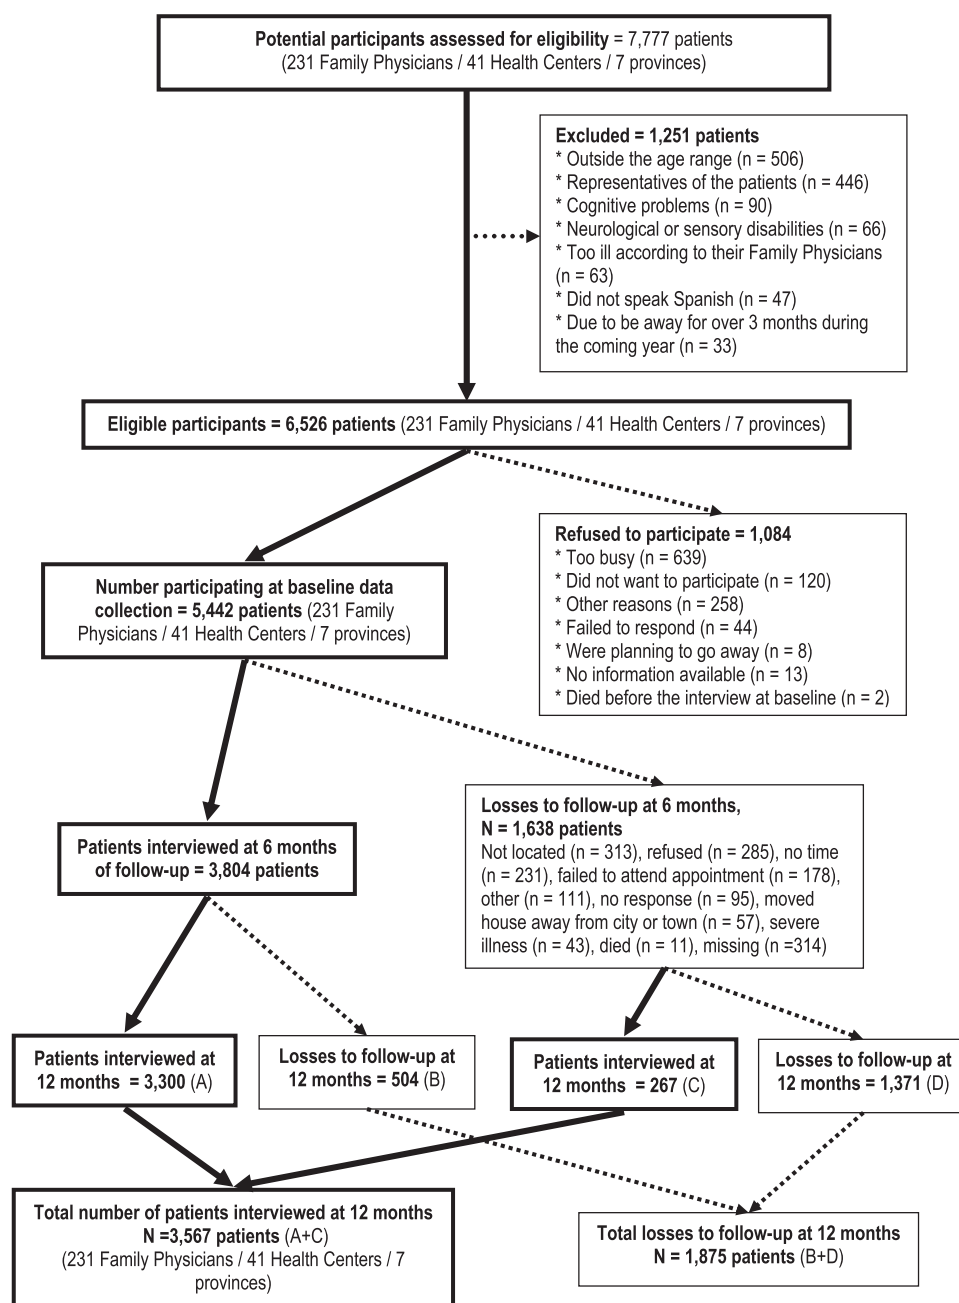 Potential participants assessed for eligibility = 7,777 patients
(231 Family Physicians / 41 Health Centers / 7 provinces)
Excluded = 1,251 patients
* Outside the age range (n = 506)
* Representatives of the patients (n = 446)
* Cognitive problems (n = 90)
* Neurological or sensory disabilities (n = 66)
* Too ill according to their Family Physicians
(n = 63)
* Did not speak Spanish (n = 47)
* Due to be away for over 3 months during
the coming year (n = 33)
Eligible participants = 6,526 patients (231 Family Physicians / 41 Health Centers / 7 provinces)
Refused to participate = 1,084
* Too busy (n = 639)
* Did not want to participate (n = 120)
* Other reasons (n = 258)
* Failed to respond (n = 44)
* Were planning to go away (n = 8)
* No information available (n = 13)
* Died before the interview at baseline (n = 2)
Number participating at baseline data
collection = 5,442 patients (231 Family
Physicians / 41 Health Centers / 7 provinces)
Losses to follow-up at 6 months,
N = 1,638 patients
Not located (n = 313), refused (n = 285), no time
(n = 231), failed to attend appointment (n = 178),
other (n = 111), no response (n = 95), moved
house away from city or town (n = 57), severe
illness (n = 43), died (n = 11), missing (n =314)
Patients interviewed at 6 months
of follow-up = 3,804 patients
Patients interviewed at
12 months = 3,300 (A)
Losses to follow-up at
12 months = 504 (B)
Patients interviewed at
12 months = 267 (C)
Losses to follow-up at
12 months = 1,371 (D)
Total number of patients interviewed at 12 months
N =3,567 patients (A+C)
(231 Family Physicians / 41 Health Centers / 7
provinces)
Total losses to follow-up at 12 months
N = 1,875 patients (B+D)